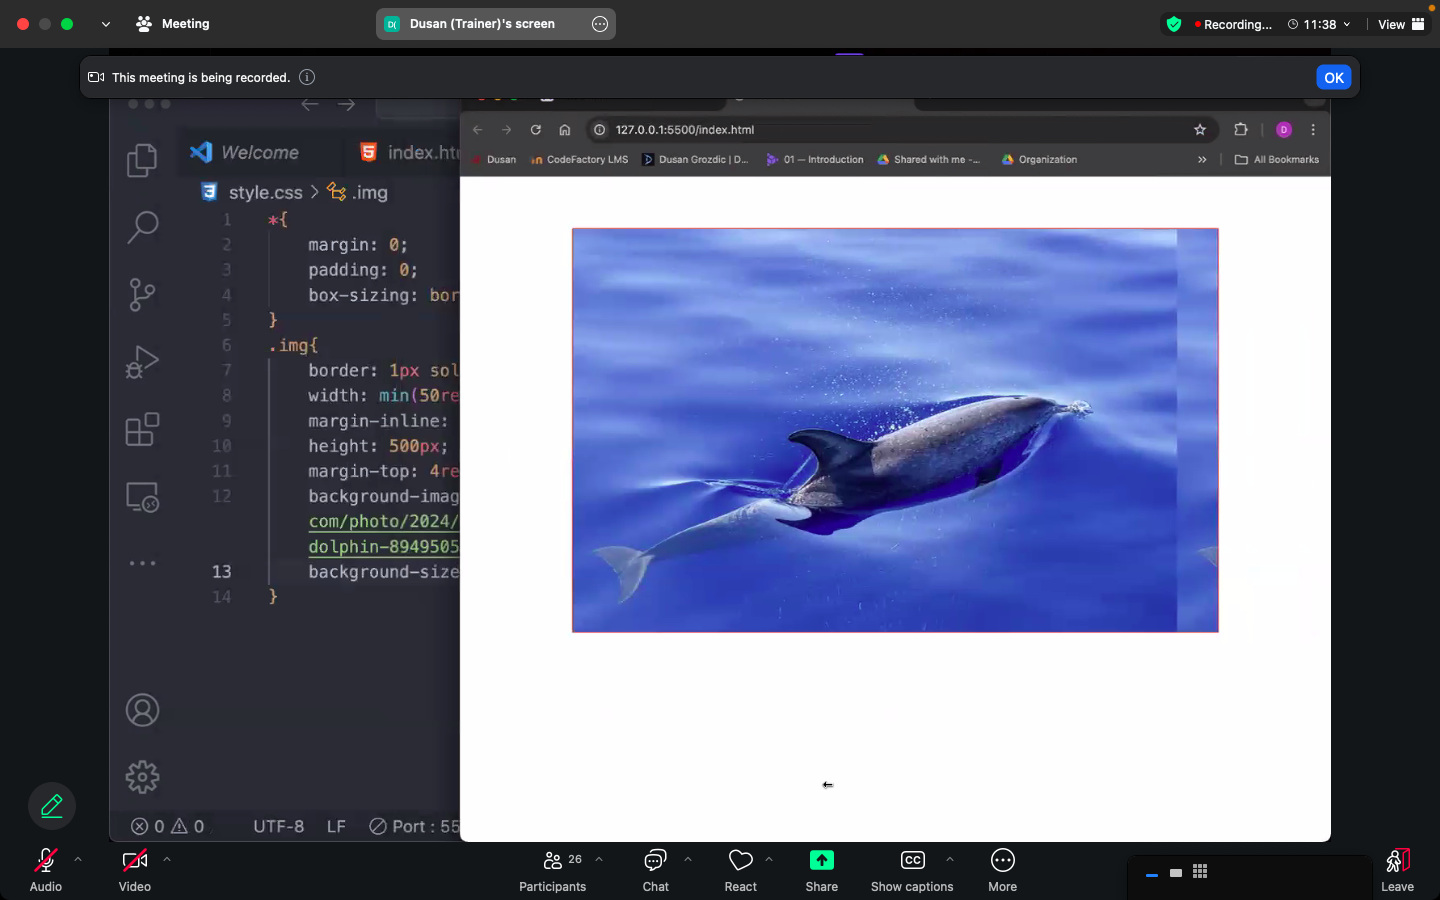 Meeting
D( Dusan (Trainer)'s screen
Recording...
11:38
View
This meeting is being recorded.
OK
127.0.0.1:5500/index.html
D
Dusan
CodeFactory LMS
Dusan Grozdic | D...
01 — Introduction
Shared with me -...
Organization
»
All Bookmarks
Welcome
index.ht
style.css > .img
1 *{
2 margin: 0;
3 padding: 0;
4 box-sizing: bor
5 }
6 .img{
7 border: 1px sol
8 width: min(50re
9 margin-inline:
10 height: 500px;
11 margin-top: 4re
12 background-imag
com/photo/2024/
dolphin-8949505
13 background-size
14 }
0 0 UTF-8 LF Port : 55
Audio
Video
26
Participants
Chat
React
Share
CC
Show captions
More
Leave